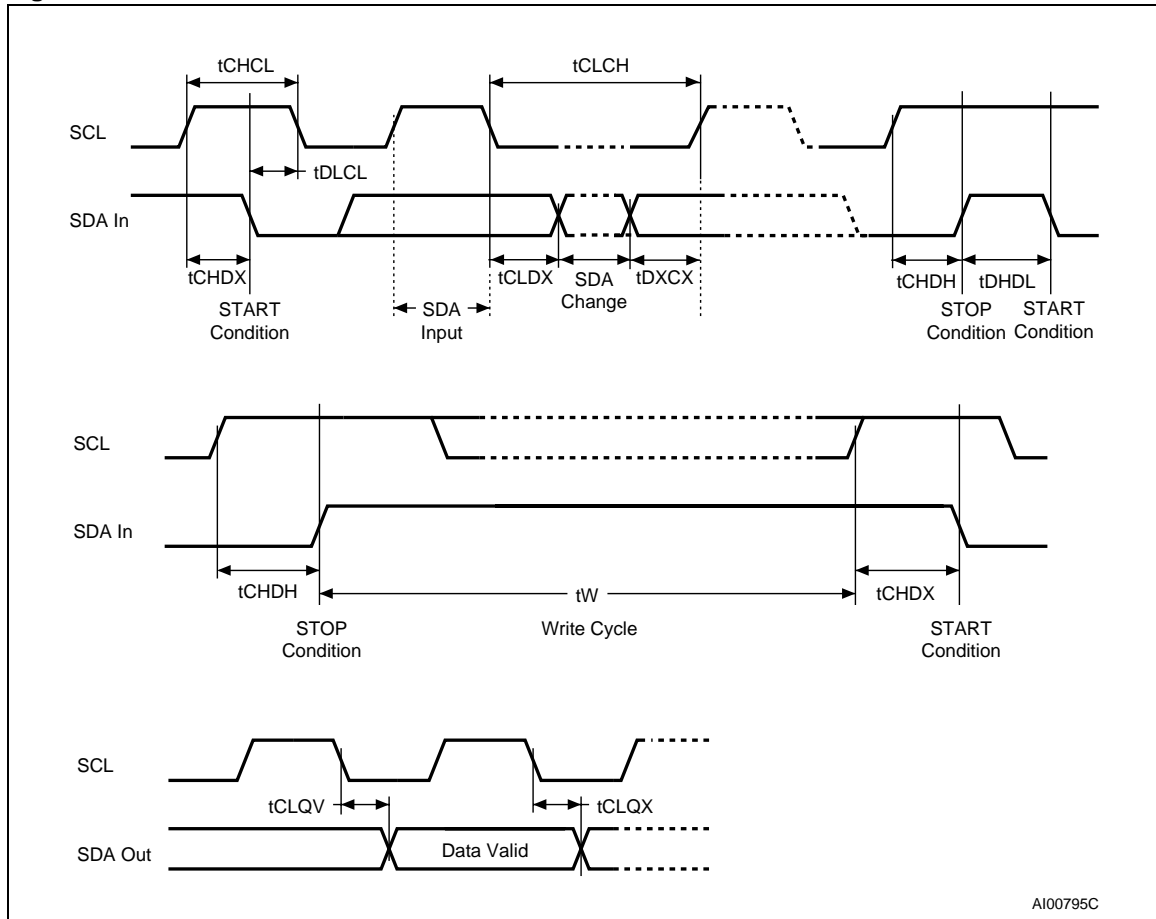 tCHCL
tCLCH
SCL
tDLCL
SDA In
tCHDX
tCLDX
SDA
Change
tDXCX
tCHDH
tDHDL
START
Condition
SDA
Input
STOP
Condition
START
Condition
SCL
SDA In
tCHDH
tW
tCHDX
STOP
Condition
Write Cycle
START
Condition
SCL
tCLQV
tCLQX
SDA Out
Data Valid
AI00795C